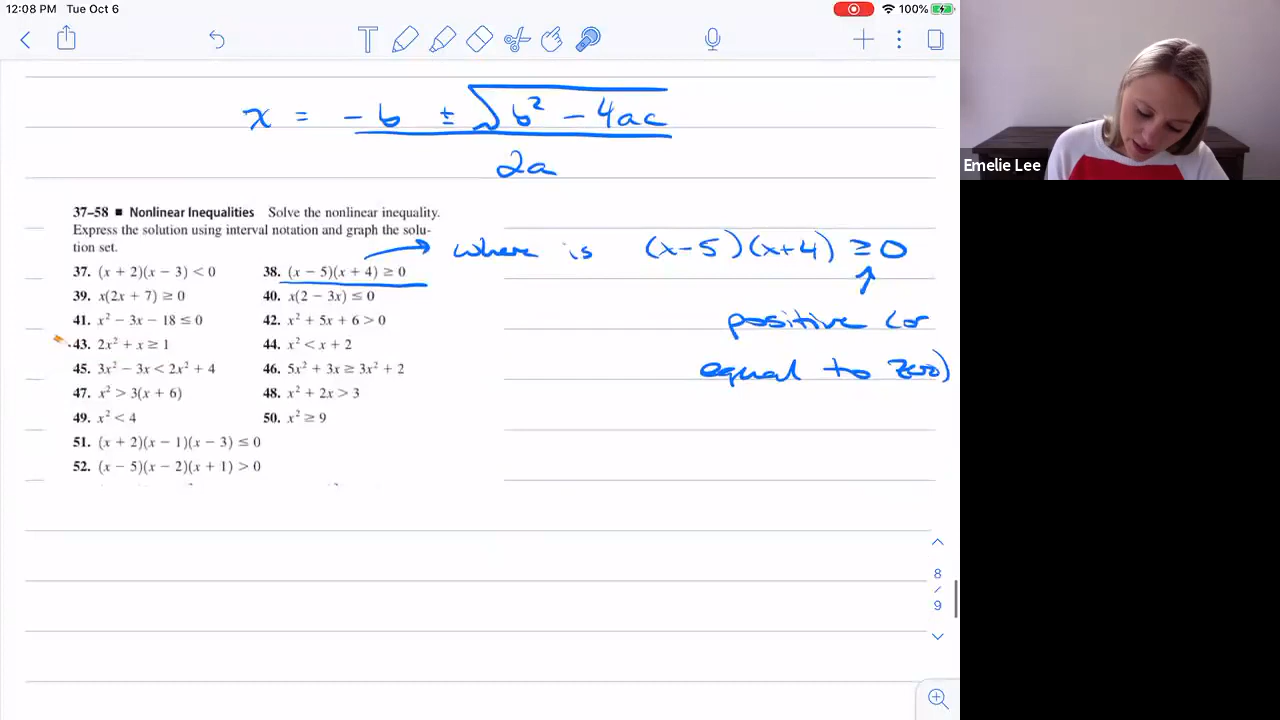 12:08 PM Tue Oct 6
100%
x = -b ± √b² - 4ac
2a
37–58 ■ Nonlinear Inequalities Solve the nonlinear inequality.
Express the solution using interval notation and graph the solu-
tion set.
where is (x-5)(x+4) ≥ 0
37. (x + 2)(x − 3) < 0 38. (x − 5)(x + 4) ≥ 0
39. x(2x + 7) ≥ 0 40. x(2 − 3x) ≤ 0
41. x² − 3x − 18 ≤ 0 42. x² + 5x + 6 > 0
positive (or
43. 2x² + x ≥ 1 44. x² < x + 2
45. 3x² − 3x < 2x² + 4 46. 5x² + 3x ≥ 3x² + 2
equal to zero)
47. x² > 3(x + 6) 48. x² + 2x > 3
49. x² < 4 50. x² ≥ 9
51. (x + 2)(x − 1)(x − 3) ≤ 0
52. (x − 5)(x − 2)(x + 1) > 0
8
/
9
Emelie Lee